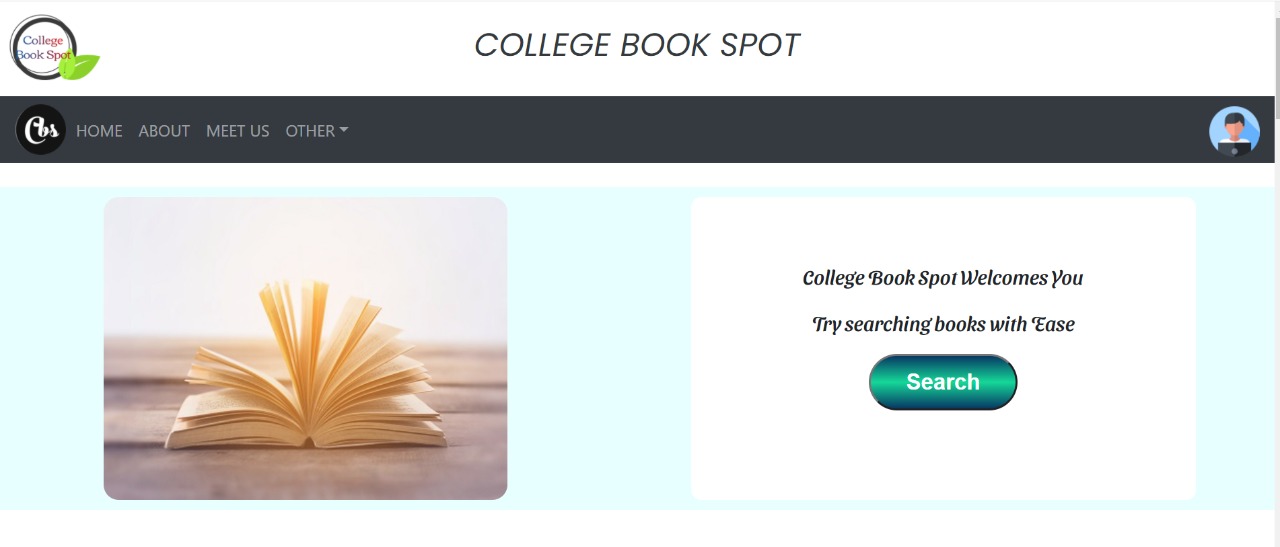 College
Book Spot
COLLEGE BOOK SPOT
Cbs
HOME ABOUT MEET US OTHER
College Book Spot Welcomes You
Try searching books with Ease
Search